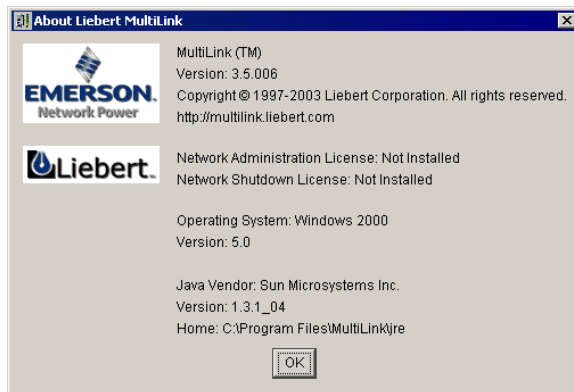 About Liebert MultiLink
EMERSON.
Network Power
MultiLink (TM)
Version: 3.5.006
Copyright © 1997-2003 Liebert Corporation. All rights reserved.
http://multilink.liebert.com
Liebert.
Network Administration License: Not Installed
Network Shutdown License: Not Installed
Operating System: Windows 2000
Version: 5.0
Java Vendor: Sun Microsystems Inc.
Version: 1.3.1_04
Home: C:\Program Files\MultiLink\jre
OK